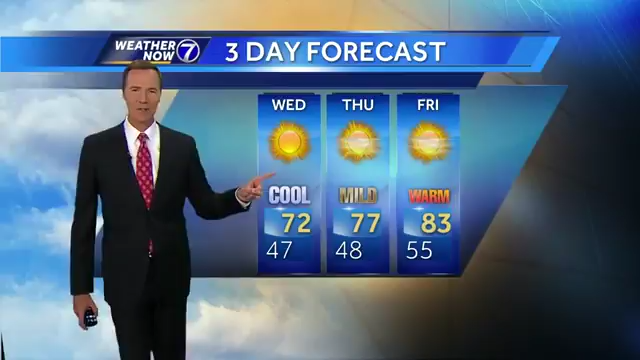 WEATHER
NOW 7
3 DAY FORECAST
WED THU FRI
COOL MILD WARM
72 77 83
47 48 55